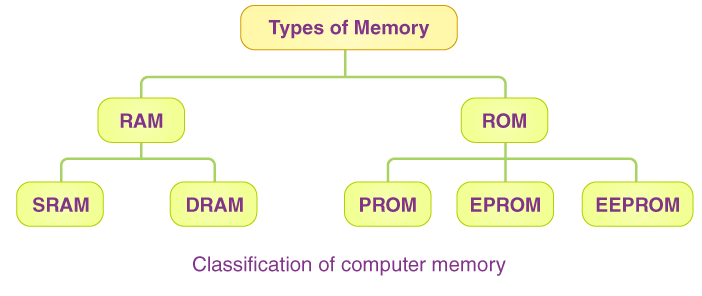 Types of Memory
RAM
ROM
SRAM
DRAM
PROM
EPROM
EEPROM
Classification of computer memory